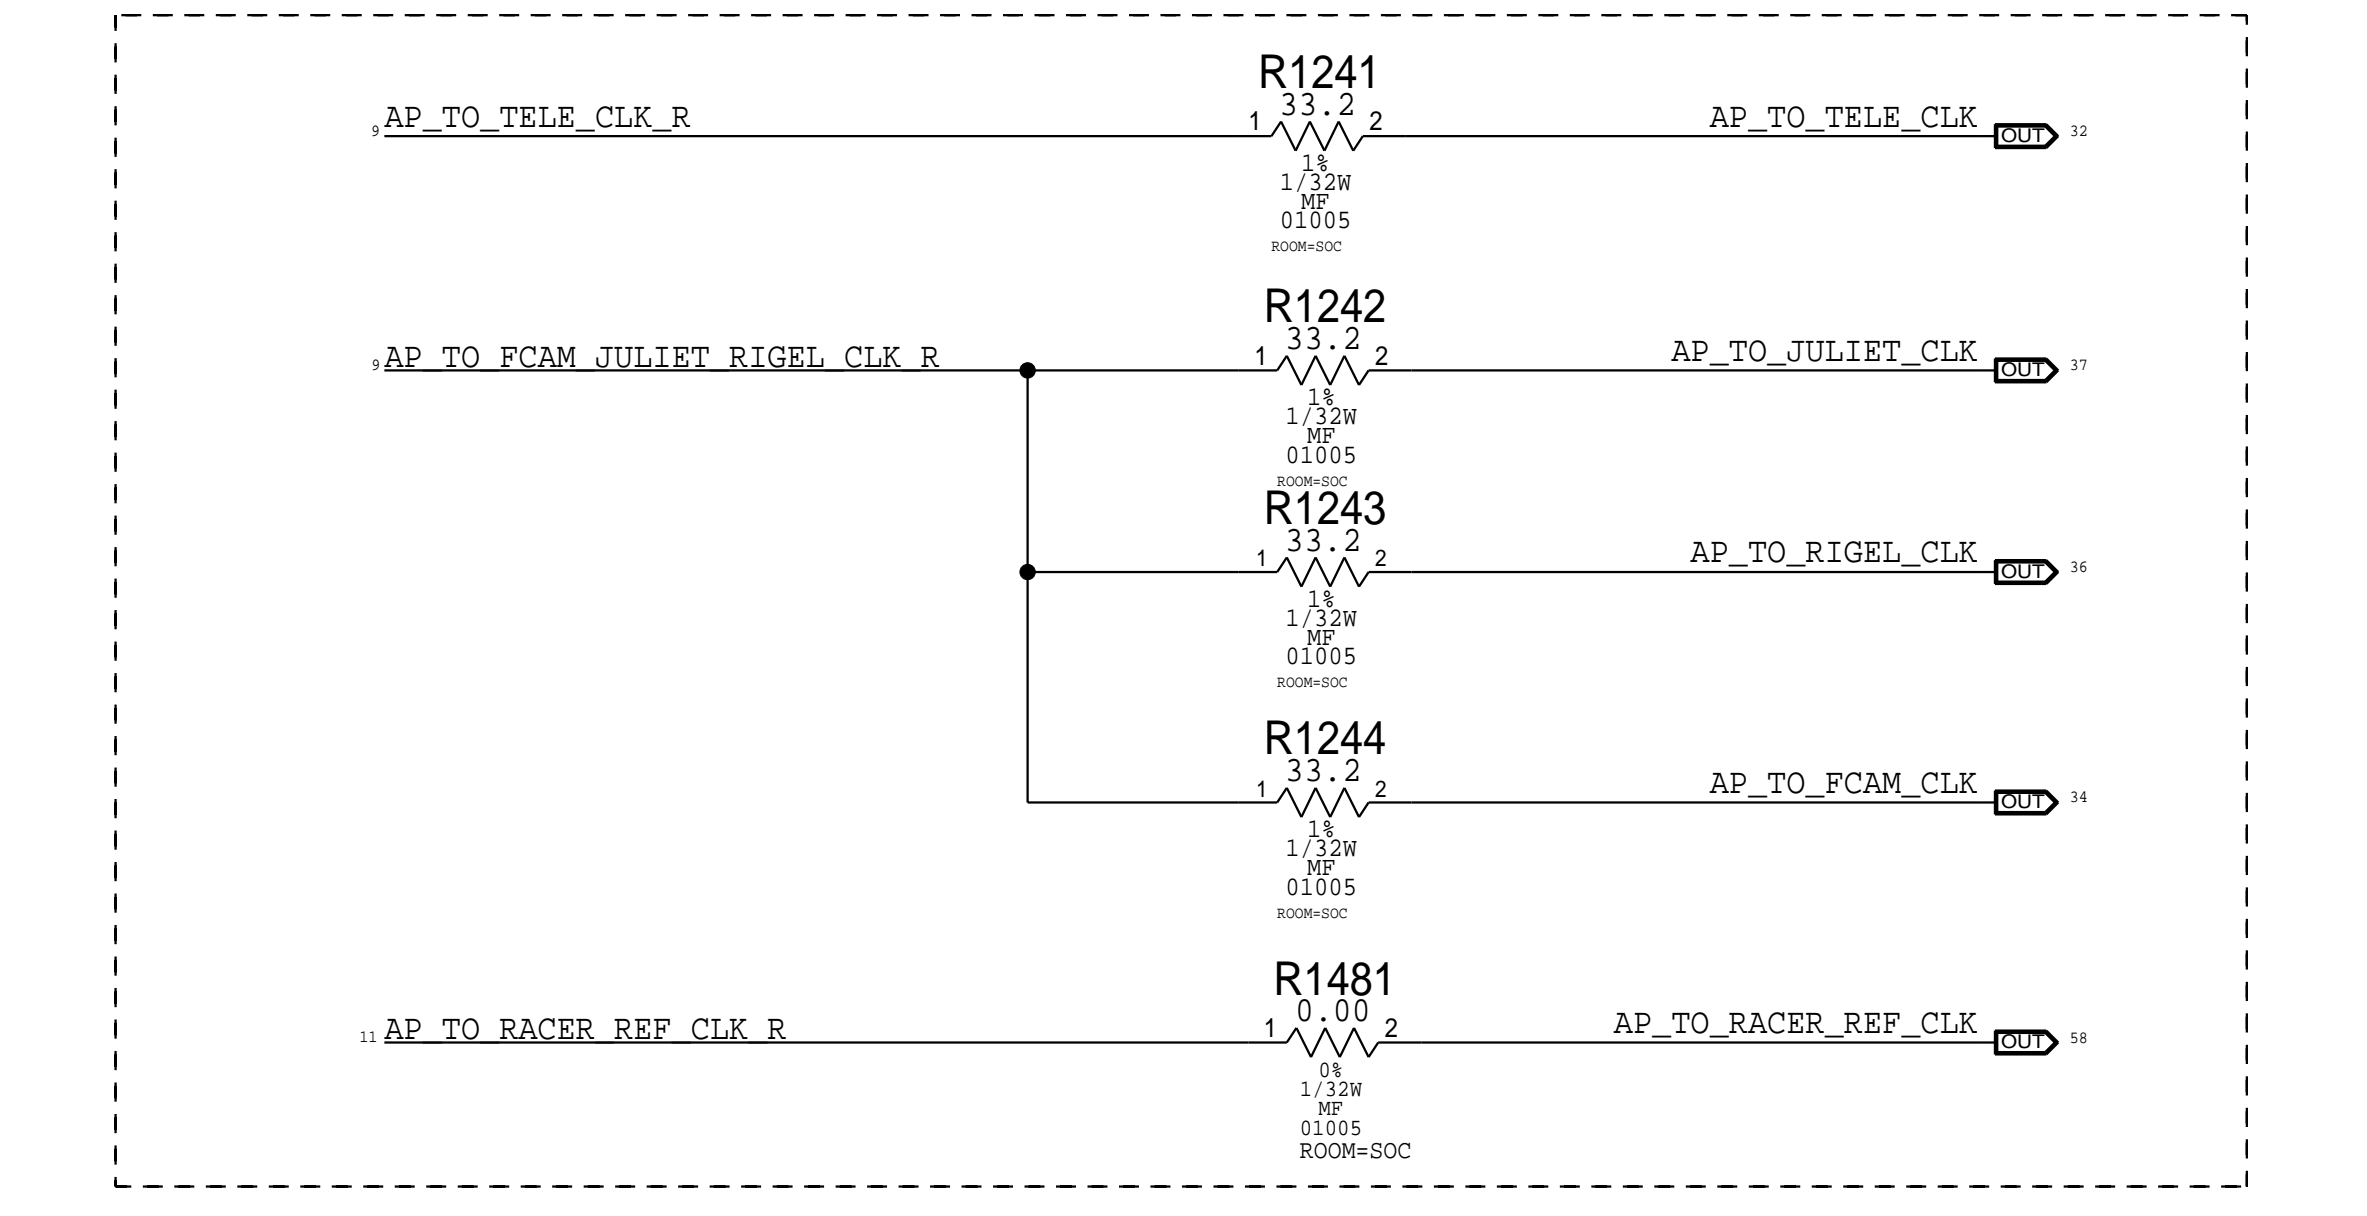 R1241
33.2
9 AP_TO_TELE_CLK_R 1 2 AP_TO_TELE_CLK OUT 32
1%
1/32W
MF
01005
ROOM=SOC
R1242
33.2
9 AP_TO_FCAM_JULIET_RIGEL_CLK_R 1 2 AP_TO_JULIET_CLK OUT 37
1%
1/32W
MF
01005
ROOM=SOC
R1243
33.2
1 2 AP_TO_RIGEL_CLK OUT 36
1%
1/32W
MF
01005
ROOM=SOC
R1244
33.2
1 2 AP_TO_FCAM_CLK OUT 34
1%
1/32W
MF
01005
ROOM=SOC
R1481
0.00
11 AP_TO_RACER_REF_CLK_R 1 2 AP_TO_RACER_REF_CLK OUT 58
0%
1/32W
MF
01005
ROOM=SOC